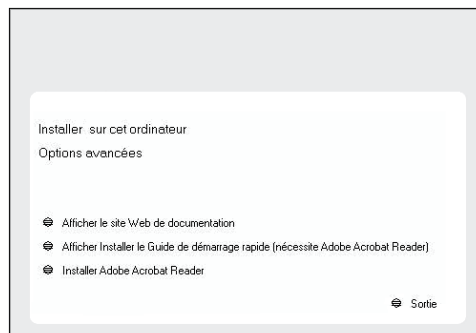 Installer sur cet ordinateur
Options avancées
Afficher le site Web de documentation
Afficher Installer le Guide de démarrage rapide (nécessite Adobe Acrobat Reader)
Installer Adobe Acrobat Reader
Sortie